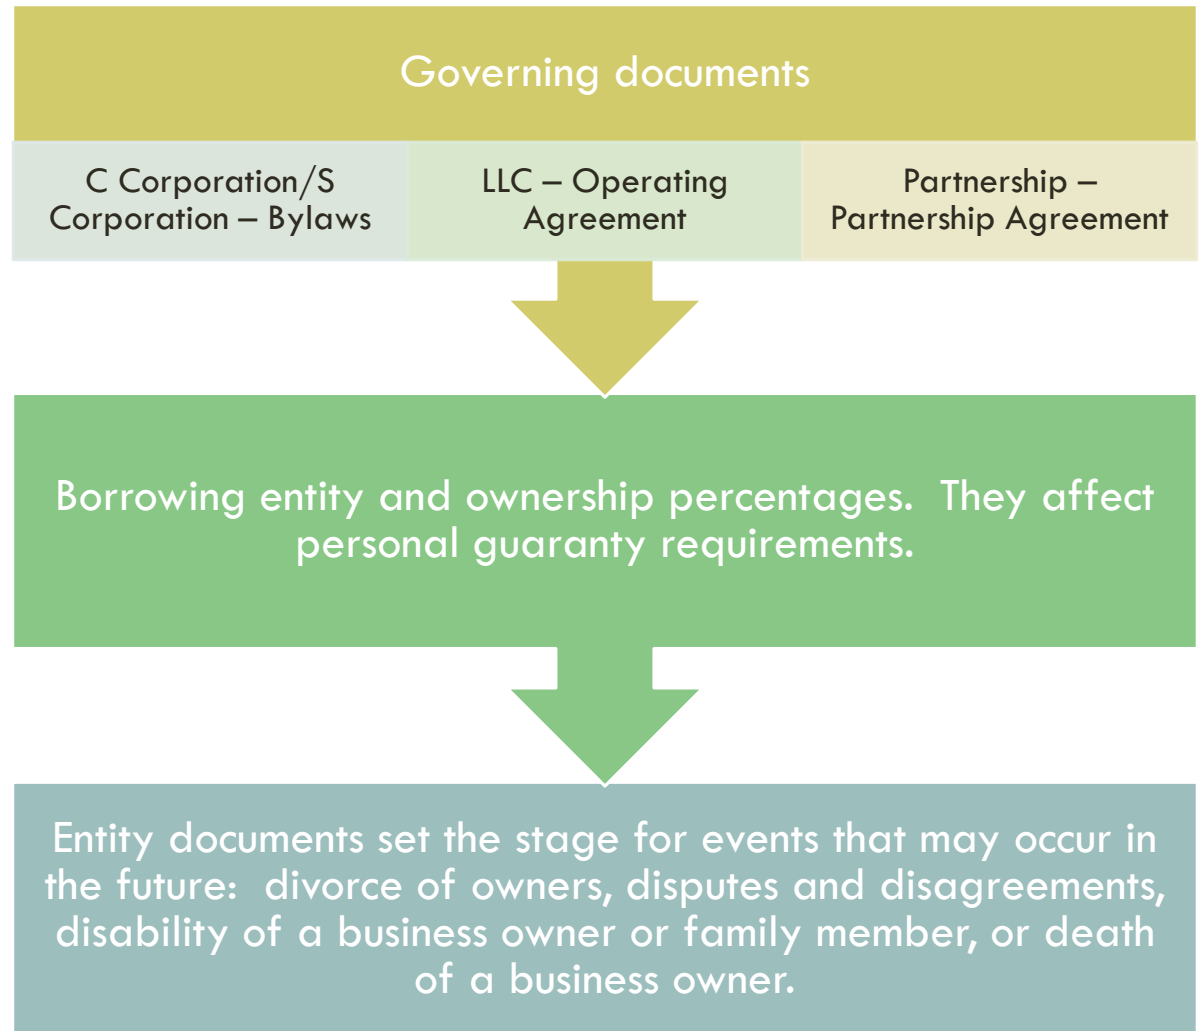 Governing documents
C Corporation/S
Corporation – Bylaws
LLC – Operating
Agreement
Partnership –
Partnership Agreement
Borrowing entity and ownership percentages.  They affect
personal guaranty requirements.
Entity documents set the stage for events that may occur in
the future:  divorce of owners, disputes and disagreements,
disability of a business owner or family member, or death
of a business owner.